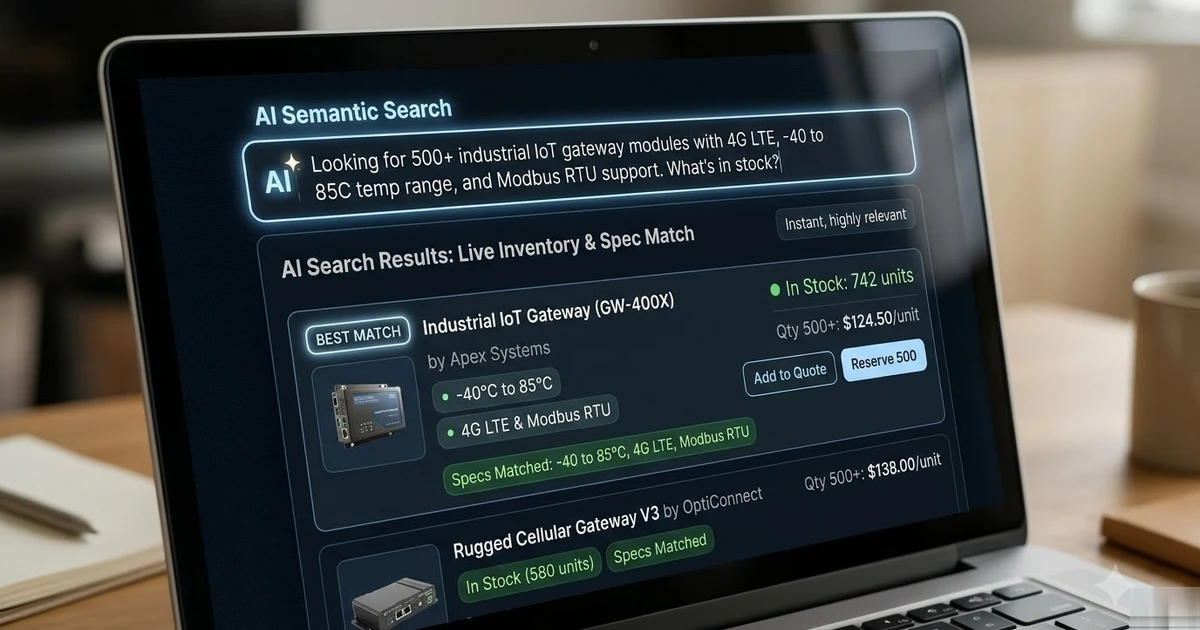 AI Semantic Search
AI
Looking for 500+ industrial IoT gateway modules with 4G LTE, -40 to
85C temp range, and Modbus RTU support. What's in stock?
AI Search Results: Live Inventory & Spec Match
Instant, highly relevant
BEST MATCH
Industrial IoT Gateway (GW-400X)
by Apex Systems
-40°C to 85°C
4G LTE & Modbus RTU
Specs Matched: -40 to 85°C, 4G LTE, Modbus RTU
In Stock: 742 units
Qty 500+: $124.50/unit
Add to Quote
Reserve 500
Rugged Cellular Gateway V3 by OptiConnect
In Stock (580 units)
Specs Matched
Qty 500+: $138.00/unit